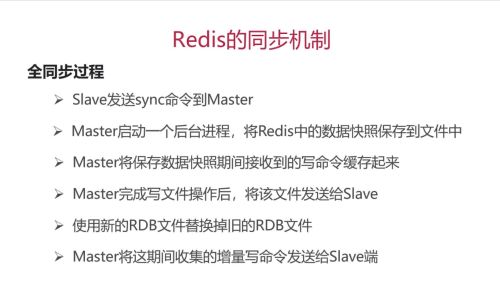 Redis的同步机制
全同步过程
Slave发送sync命令到Master
Master启动一个后台进程，将Redis中的数据快照保存到文件中
Master将保存数据快照期间接收到的写命令缓存起来
Master完成写文件操作后，将该文件发送给Slave
使用新的RDB文件替换掉旧的RDB文件
Master将这期间收集的增量写命令发送给Slave端